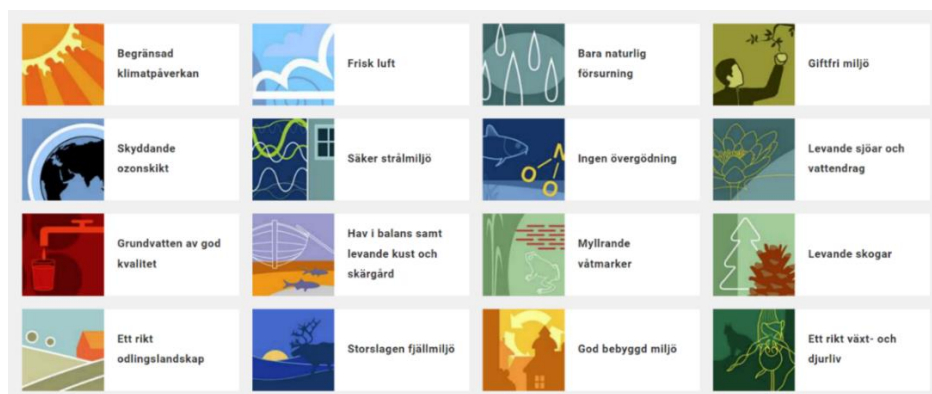 Begränsad
klimatpåverkan
Frisk luft
Bara naturlig
försurning
Giftfri miljö
Skyddande
ozonskikt
Säker strålmiljö
Ingen övergödning
Levande sjöar och
vattendrag
Grundvatten av god
kvalitet
Hav i balans samt
levande kust och
skärgård
Myllrande
våtmarker
Levande skogar
Ett rikt
odlingslandskap
Storslagen fjällmiljö
God bebyggd miljö
Ett rikt växt- och
djurliv